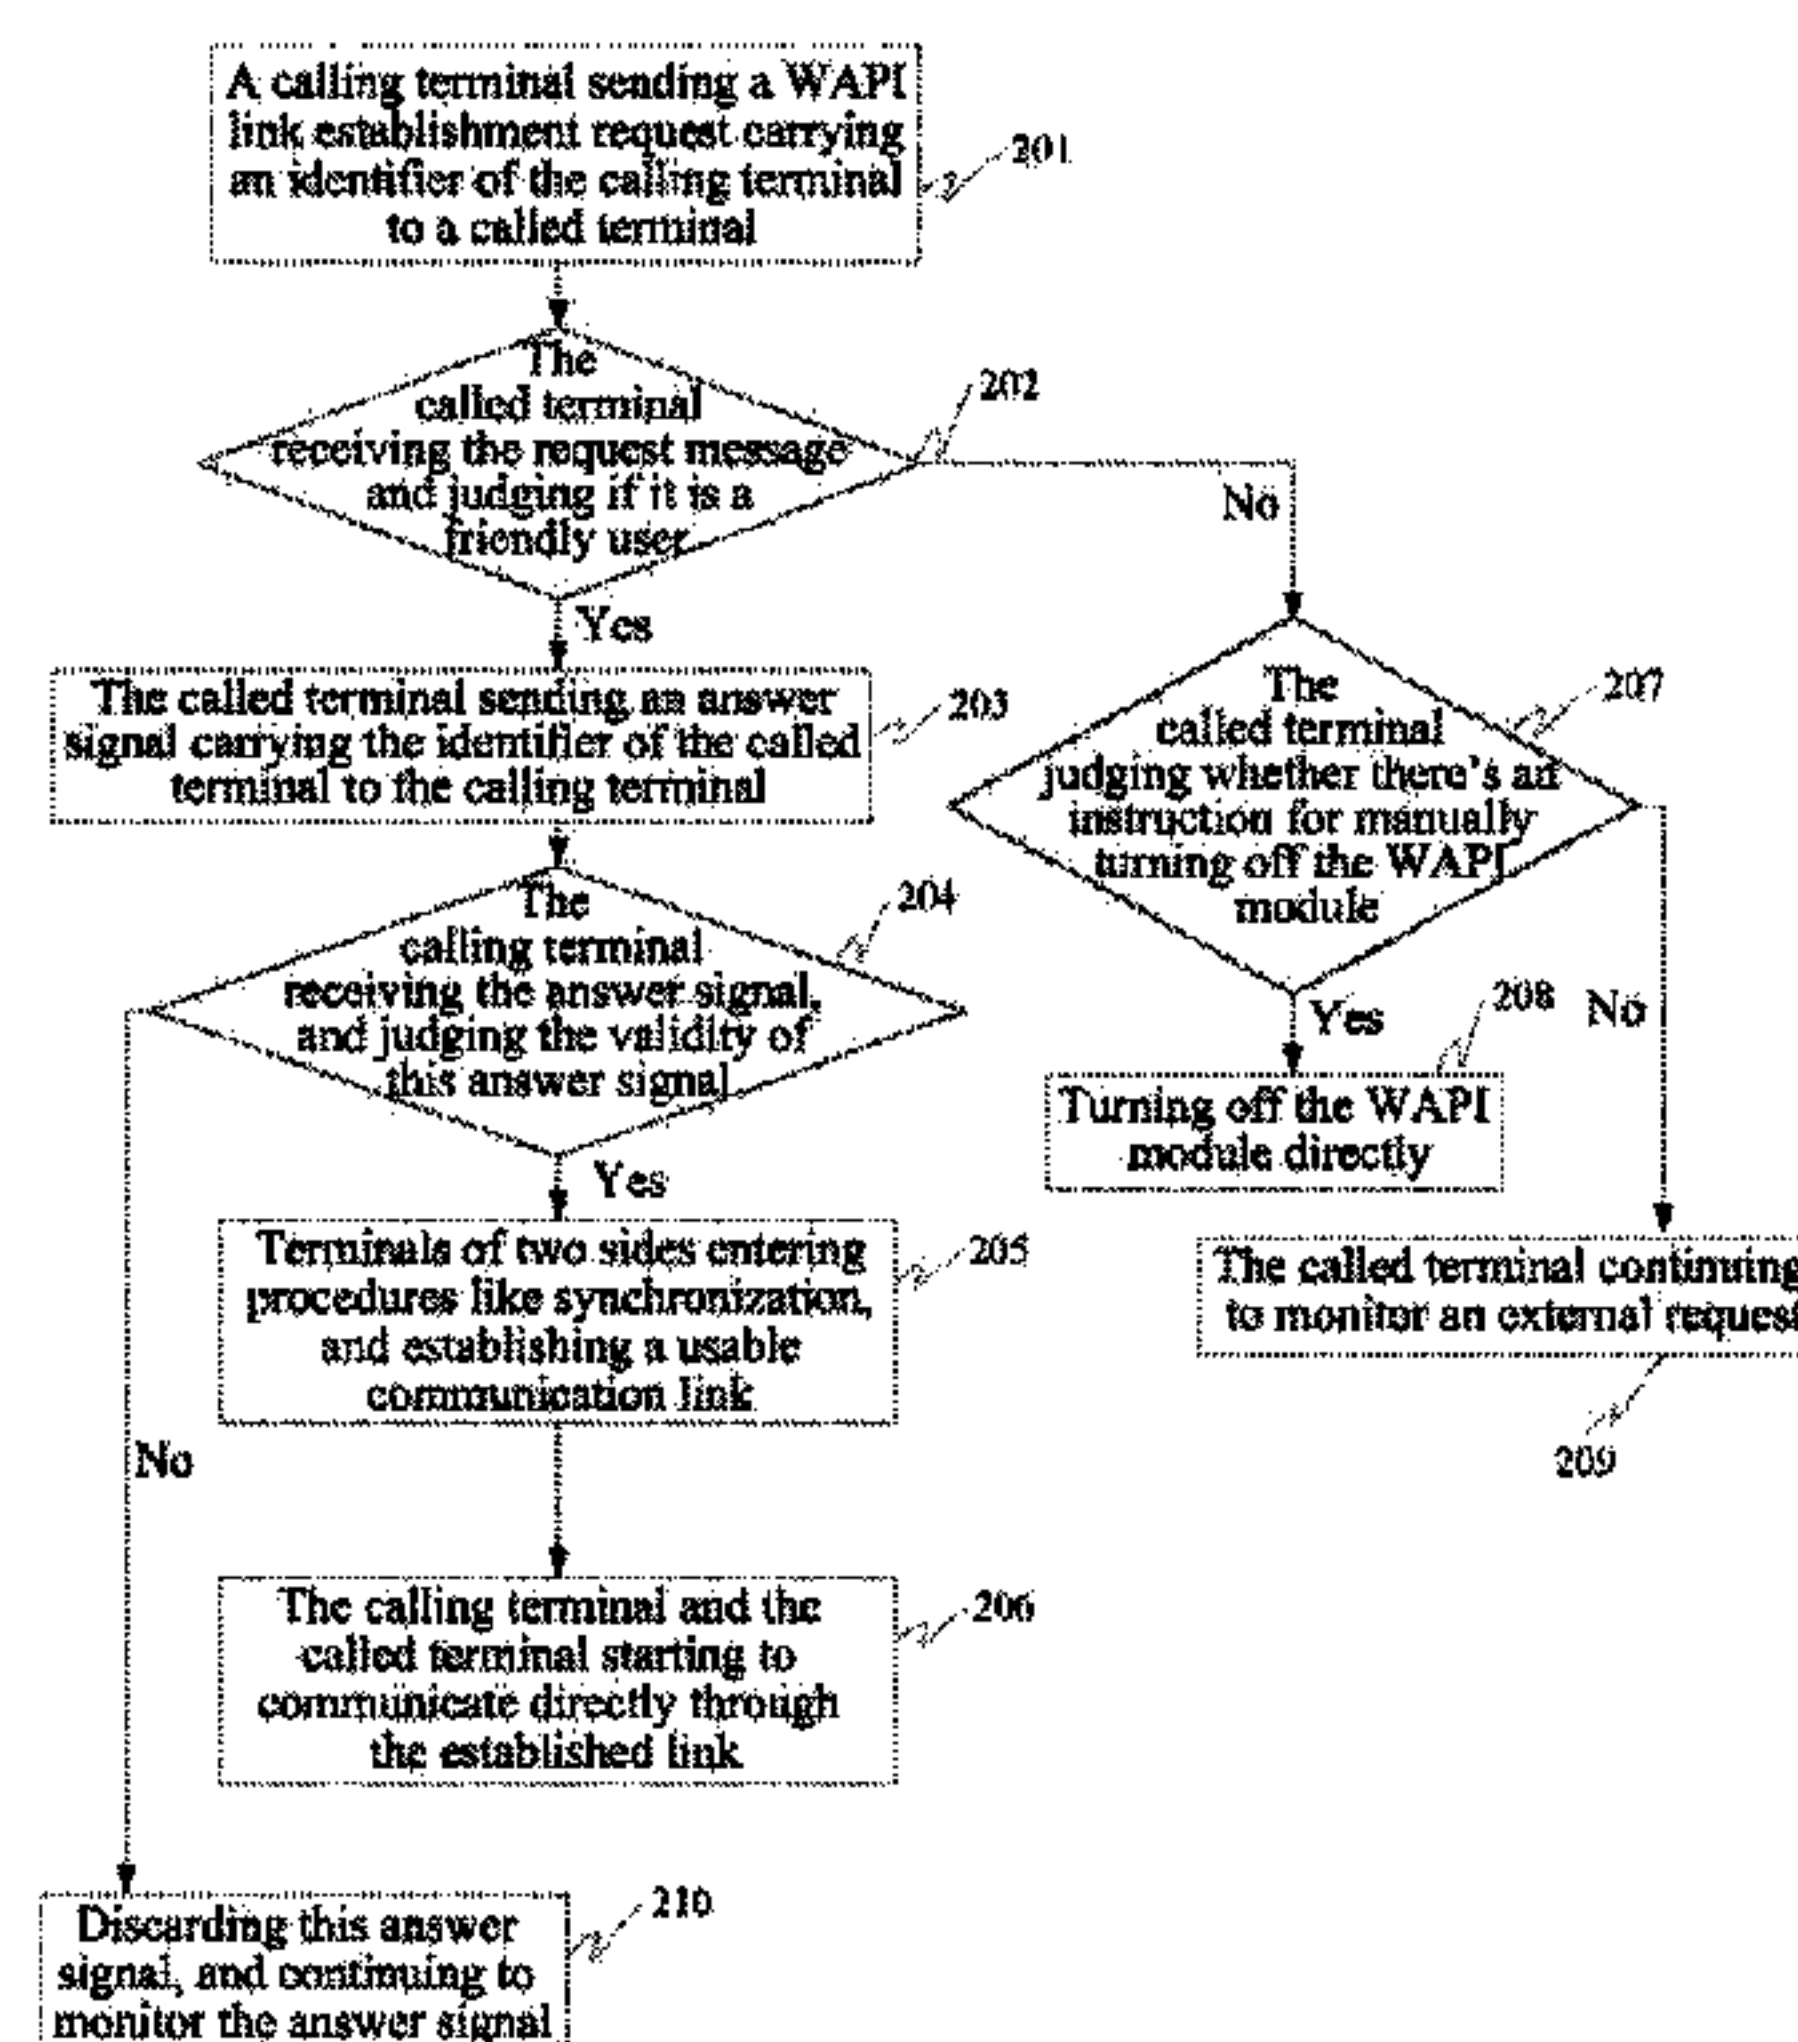 A calling terminal sending a WAPI
link establishment request carrying
an identifier of the calling terminal
to a called terminal
201
The
called terminal
receiving the request message
and judging if it is a
friendly user
202
No
Yes
The called terminal sending an answer
signal carrying the identifier of the called
terminal to the calling terminal
203
The
called terminal
judging whether there's an
instruction for manually
turning off the WAPI
module
207
The
calling terminal
receiving the answer signal,
and judging the validity of
this answer signal
204
Yes
208
No
Turning off the WAPI
module directly
Yes
Terminals of two sides entering
procedures like synchronization,
and establishing a usable
communication link
205
The called terminal continuing
to monitor an external request
209
No
The calling terminal and the
called terminal starting to
communicate directly through
the established link
206
Discarding this answer
signal, and continuing to
monitor the answer signal
210